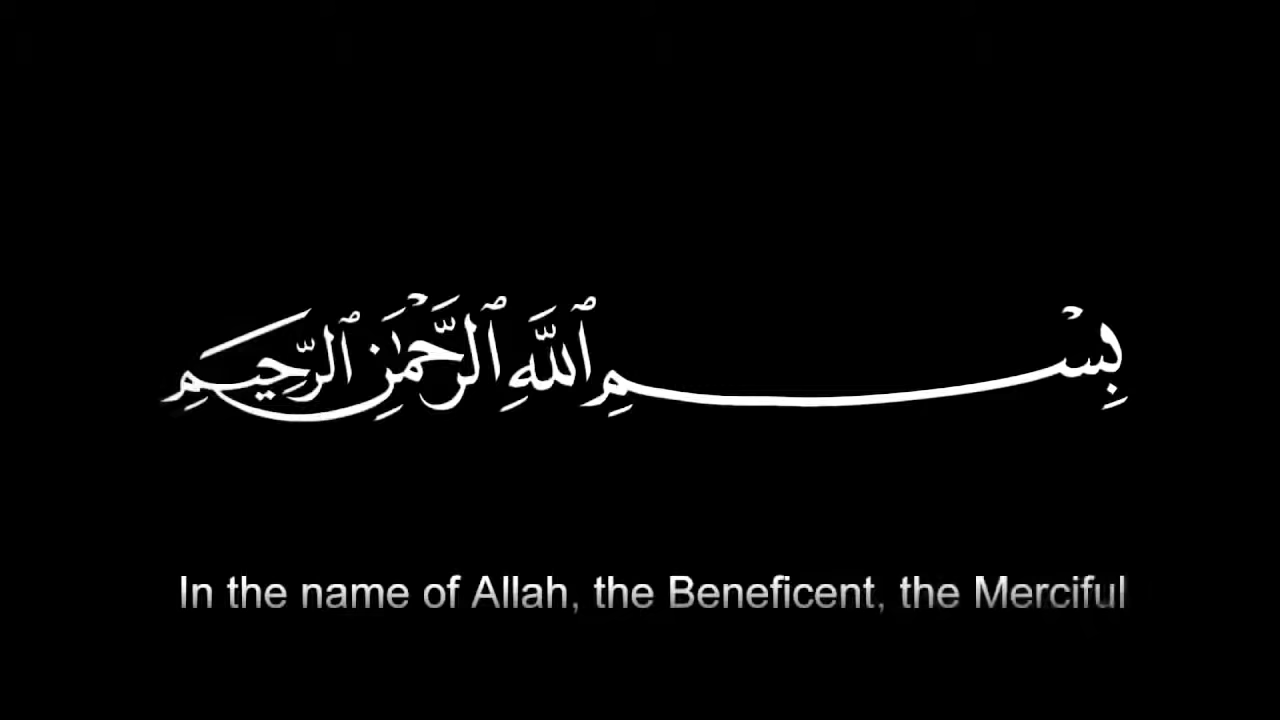 بِسْمِ ٱللَّهِ ٱلرَّحْمَٰنِ ٱلرَّحِيمِ
In the name of Allah, the Beneficent, the Merciful